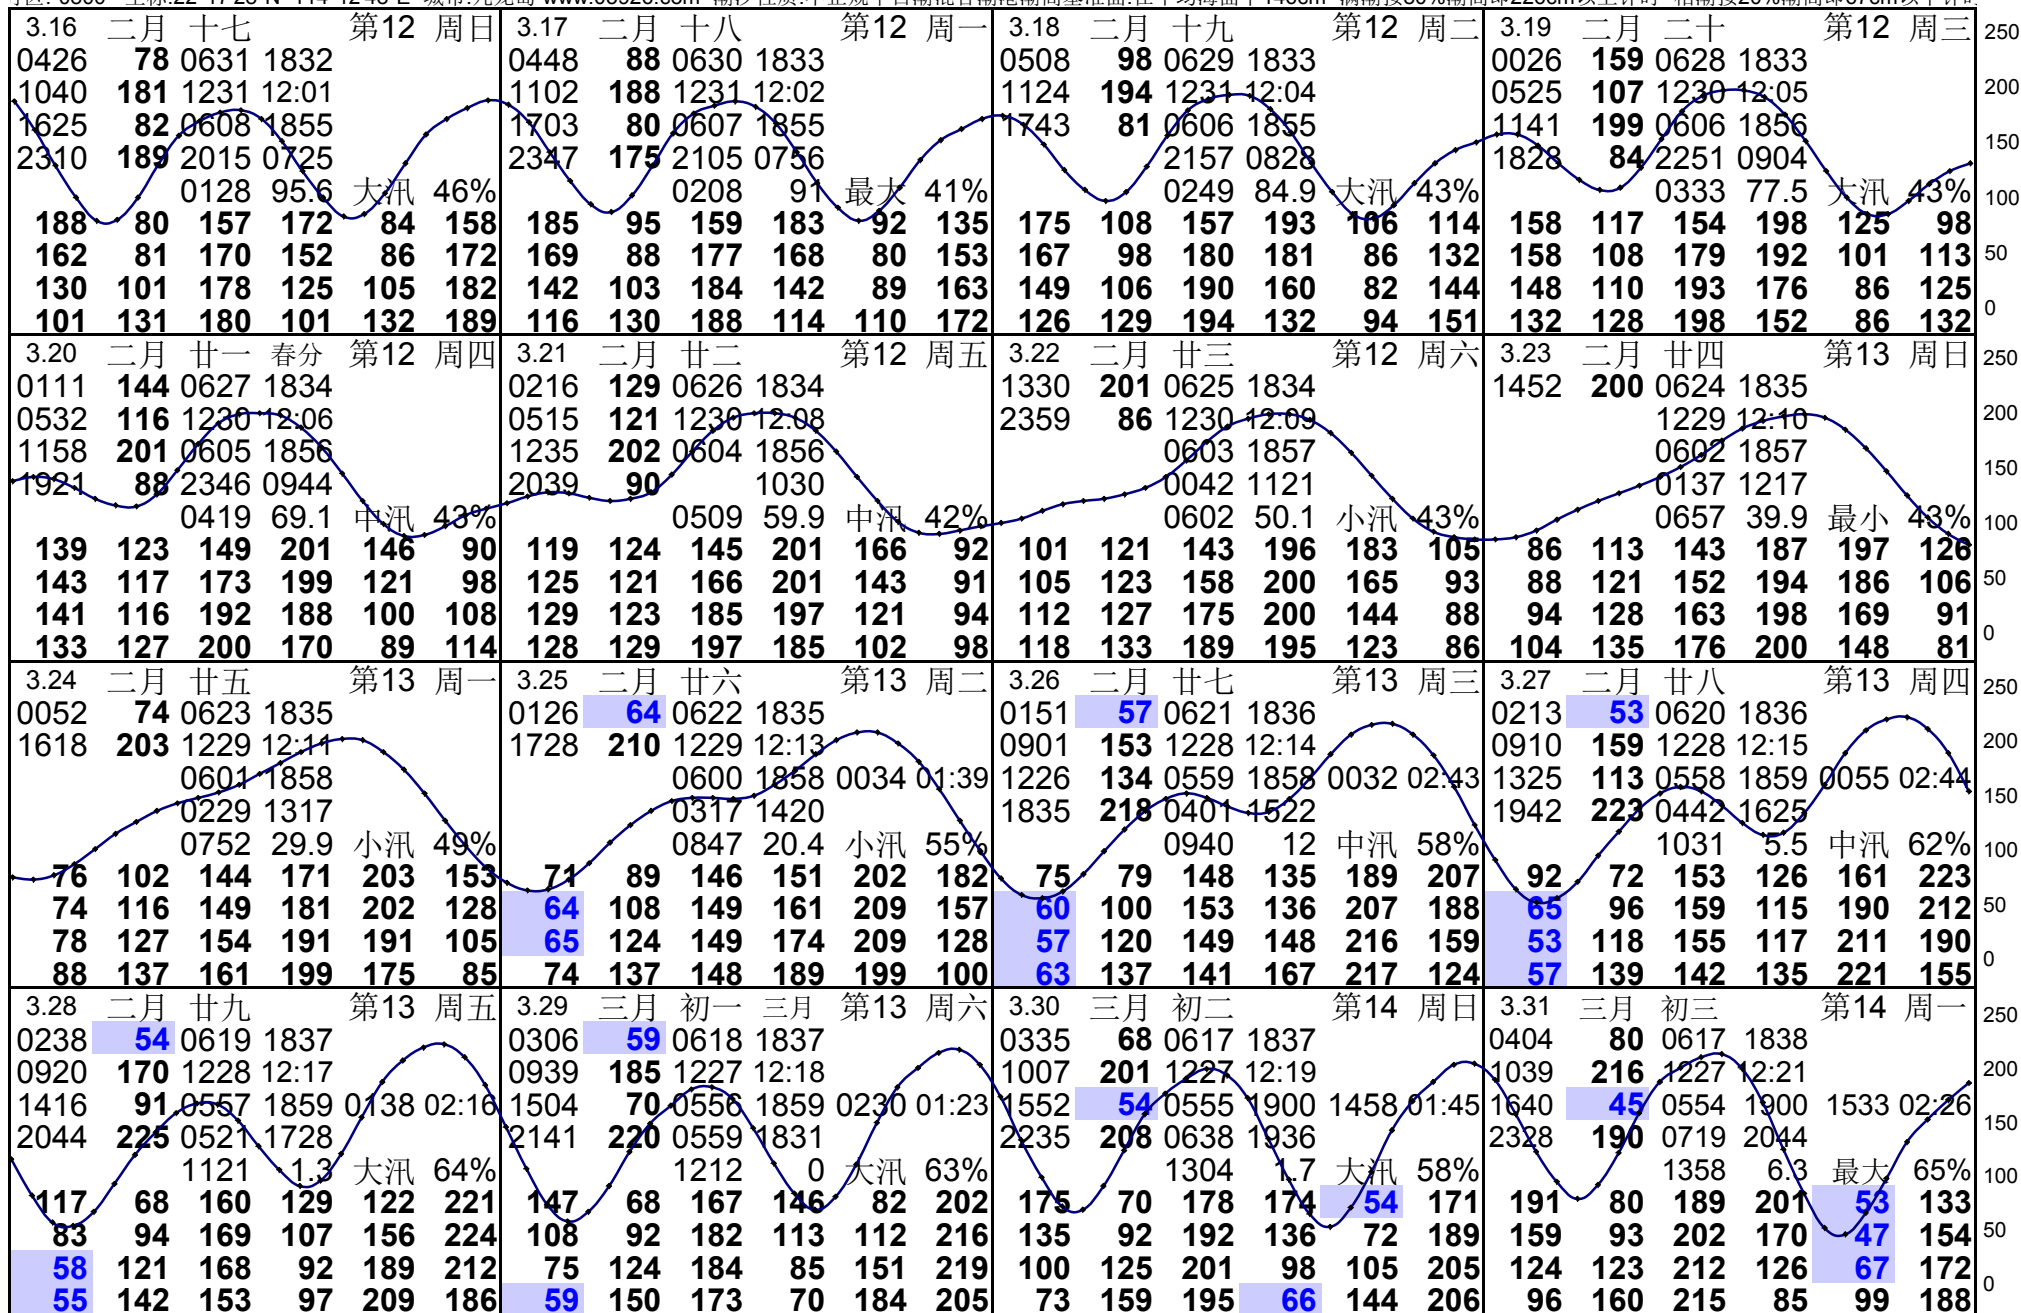 3.16 二月 十七 第12 周日
0426 78 0631 1832
1040 181 1231 12:01
1625 82 0608 1855
2310 189 2015 0725
0128 95.6 大汛 46%
188 80 157 172 84 158
162 81 170 152 86 172
130 101 178 125 105 182
101 131 180 101 132 189
3.17 二月 十八 第12 周一
0448 88 0630 1833
1102 188 1231 12:02
1703 80 0607 1855
2347 175 2105 0756
0208 91 最大 41%
185 95 159 183 92 135
169 88 177 168 80 153
142 103 184 142 89 163
116 130 188 114 110 172
3.18 二月 十九 第12 周二
0508 98 0629 1833
1124 194 1231 12:04
1743 81 0606 1855
2157 0828
0249 84.9 大汛 43%
175 108 157 193 106 114
167 98 180 181 86 132
149 106 190 160 82 144
126 129 194 132 94 151
3.19 二月 二十 第12 周三
0026 159 0628 1833
0525 107 1230 12:05
1141 199 0606 1856
1828 84 2251 0904
0333 77.5 大汛 43%
158 117 154 198 125 98
158 108 179 192 101 113
148 110 193 176 86 125
132 128 198 152 86 132
250
200
150
100
50
0
3.20 二月 廿一 春分 第12 周四
0111 144 0627 1834
0532 116 1230 12:06
1158 201 0605 1856
1921 88 2346 0944
0419 69.1 中汛 43%
139 123 149 201 146 90
143 117 173 199 121 98
141 116 192 188 100 108
133 127 200 170 89 114
3.21 二月 廿二 第12 周五
0216 129 0626 1834
0515 121 1230 12:08
1235 202 0604 1856
2039 90 1030
0509 59.9 中汛 42%
119 124 145 201 166 92
125 121 166 201 143 91
129 123 185 197 121 94
128 129 197 185 102 98
3.22 二月 廿三 第12 周六
1330 201 0625 1834
2359 86 1230 12:09
0603 1857
0042 1121
0602 50.1 小汛 43%
101 121 143 196 183 105
105 123 158 200 165 93
112 127 175 200 144 88
118 133 189 195 123 86
3.23 二月 廿四 第13 周日
1452 200 0624 1835
1229 12:10
0602 1857
0137 1217
0657 39.9 最小 43%
86 113 143 187 197 126
88 121 152 194 186 106
94 128 163 198 169 91
104 135 176 200 148 81
250
200
150
100
50
0
3.24 二月 廿五 第13 周一
0052 74 0623 1835
1618 203 1229 12:11
0601 1858
0229 1317
0752 29.9 小汛 49%
76 102 144 171 203 153
74 116 149 181 202 128
78 127 154 191 191 105
88 137 161 199 175 85
3.25 二月 廿六 第13 周二
0126 64 0622 1835
1728 210 1229 12:13
0600 1858 0034 01:39
0317 1420
0847 20.4 小汛 55%
71 89 146 151 202 182
64 108 149 161 209 157
65 124 149 174 209 128
74 137 148 189 199 100
3.26 二月 廿七 第13 周三
0151 57 0621 1836
0901 153 1228 12:14
1226 134 0559 1858 0032 02:43
1835 218 0401 1522
0940 12 中汛 58%
75 79 148 135 189 207
60 100 153 136 207 188
57 120 149 148 216 159
63 137 141 167 217 124
3.27 二月 廿八 第13 周四
0213 53 0620 1836
0910 159 1228 12:15
1325 113 0558 1859 0055 02:44
1942 223 0442 1625
1031 5.5 中汛 62%
92 72 153 126 161 223
65 96 159 115 190 212
53 118 155 117 211 190
57 139 142 135 221 155
250
200
150
100
50
0
3.28 二月 廿九 第13 周五
0238 54 0619 1837
0920 170 1228 12:17
1416 91 0557 1859 0138 02:16
2044 225 0521 1728
1121 1.3 大汛 64%
117 68 160 129 122 221
83 94 169 107 156 224
58 121 168 92 189 212
55 142 153 97 209 186
3.29 三月 初一 三月 第13 周六
0306 59 0618 1837
0939 185 1227 12:18
1504 70 0556 1859 0230 01:23
2141 220 0559 1831
1212 0 大汛 63%
147 68 167 146 82 202
108 92 182 113 112 216
75 124 184 85 151 219
59 150 173 70 184 205
3.30 三月 初二 第14 周日
0335 68 0617 1837
1007 201 1227 12:19
1552 54 0555 1900 1458 01:45
2235 208 0638 1936
1304 1.7 大汛 58%
175 70 178 174 54 171
135 92 192 136 72 189
100 125 201 98 105 205
73 159 195 66 144 206
3.31 三月 初三 第14 周一
0404 80 0617 1838
1039 216 1227 12:21
1640 45 0554 1900 1533 02:26
2328 190 0719 2044
1358 6.3 最大 65%
191 80 189 201 53 133
159 93 202 170 47 154
124 123 212 126 67 172
96 160 215 85 99 188
250
200
150
100
50
0